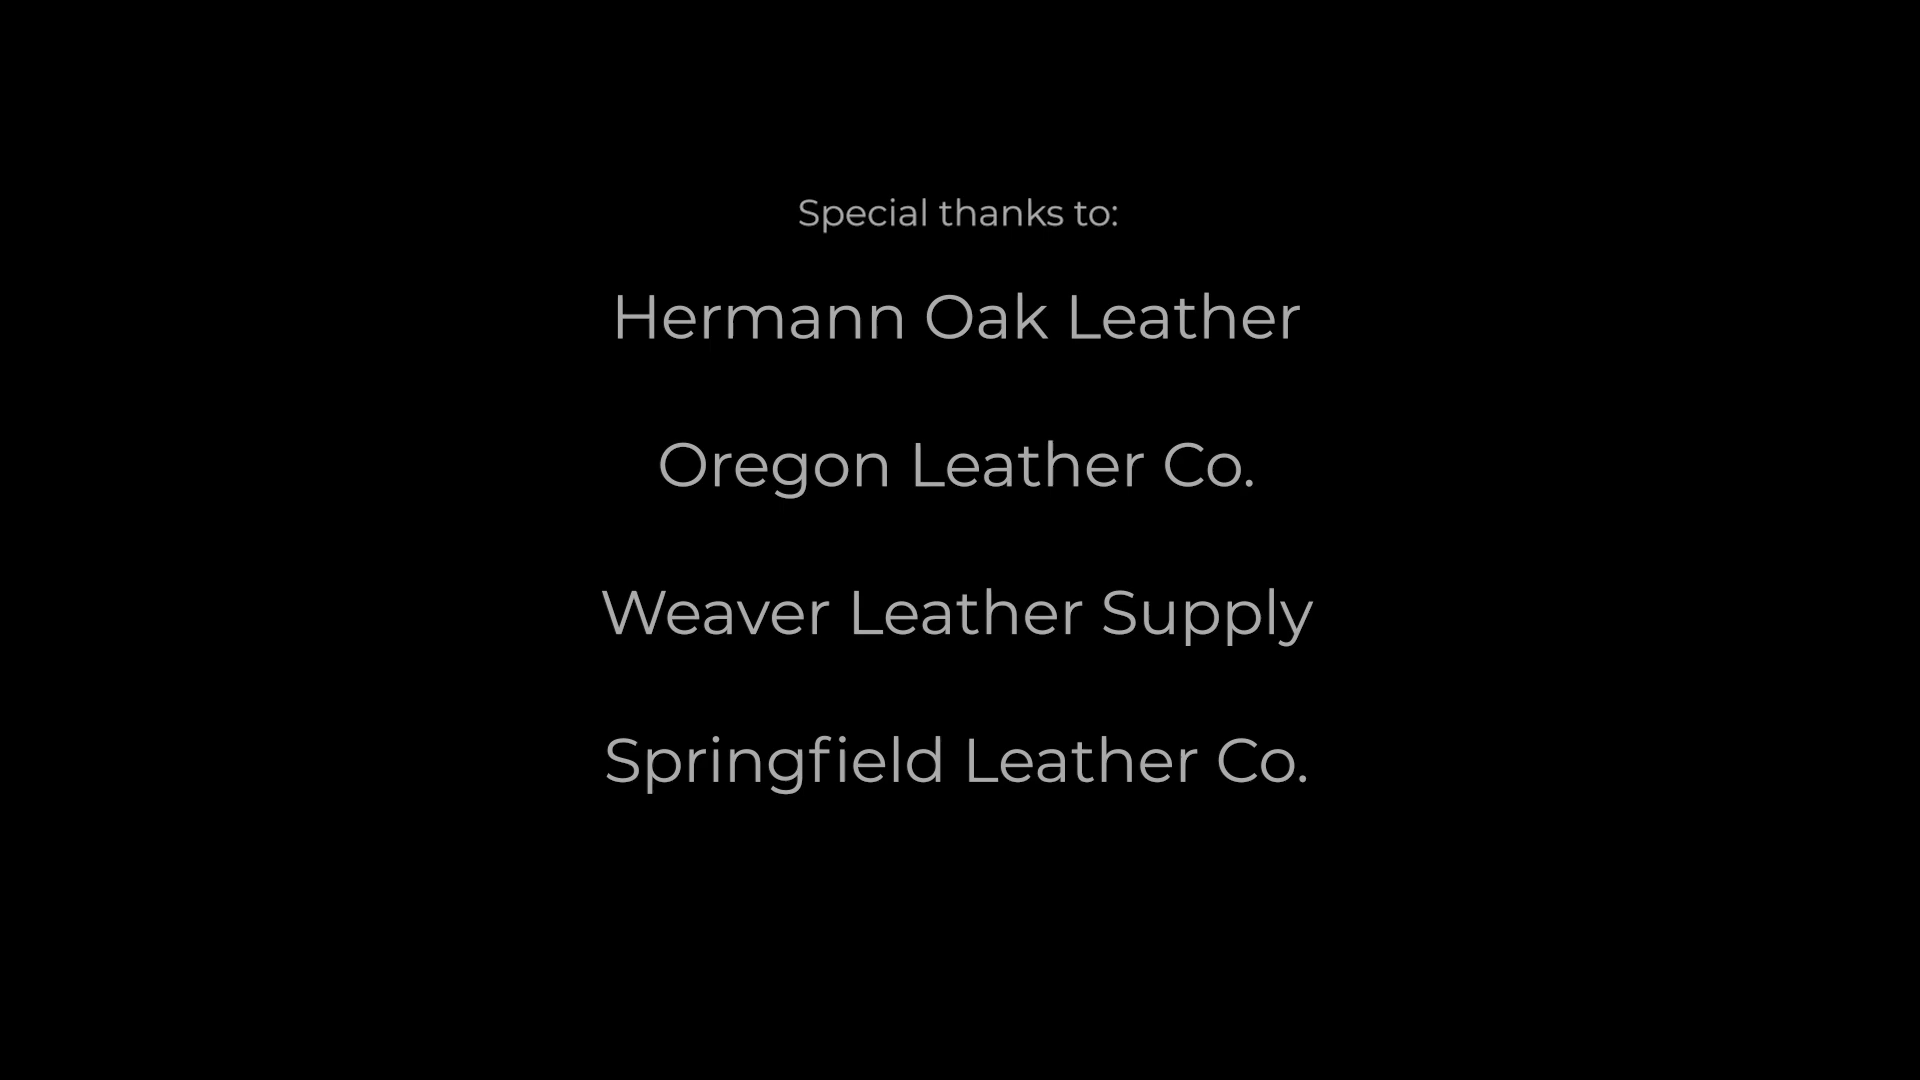 Special thanks to:
Hermann Oak Leather
Oregon Leather Co.
Weaver Leather Supply
Springfield Leather Co.